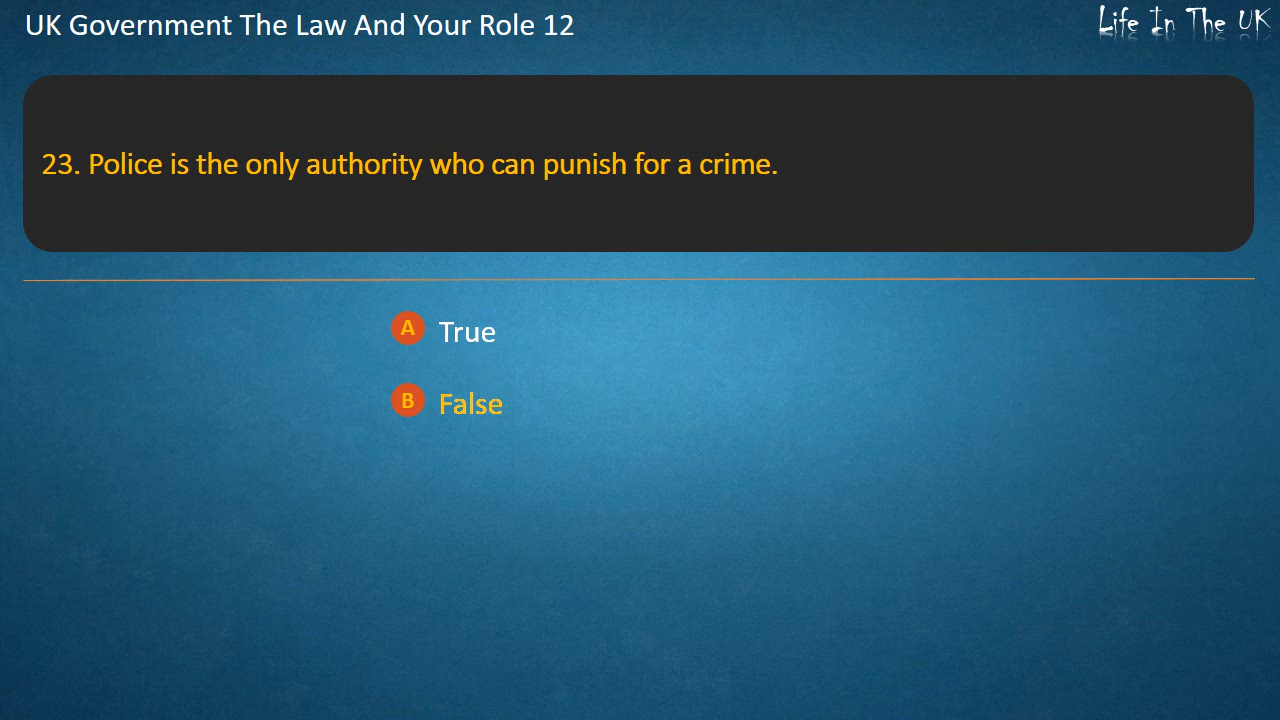 UK Government The Law And Your Role 12
Life In The UK
23. Police is the only authority who can punish for a crime.
A True
B False